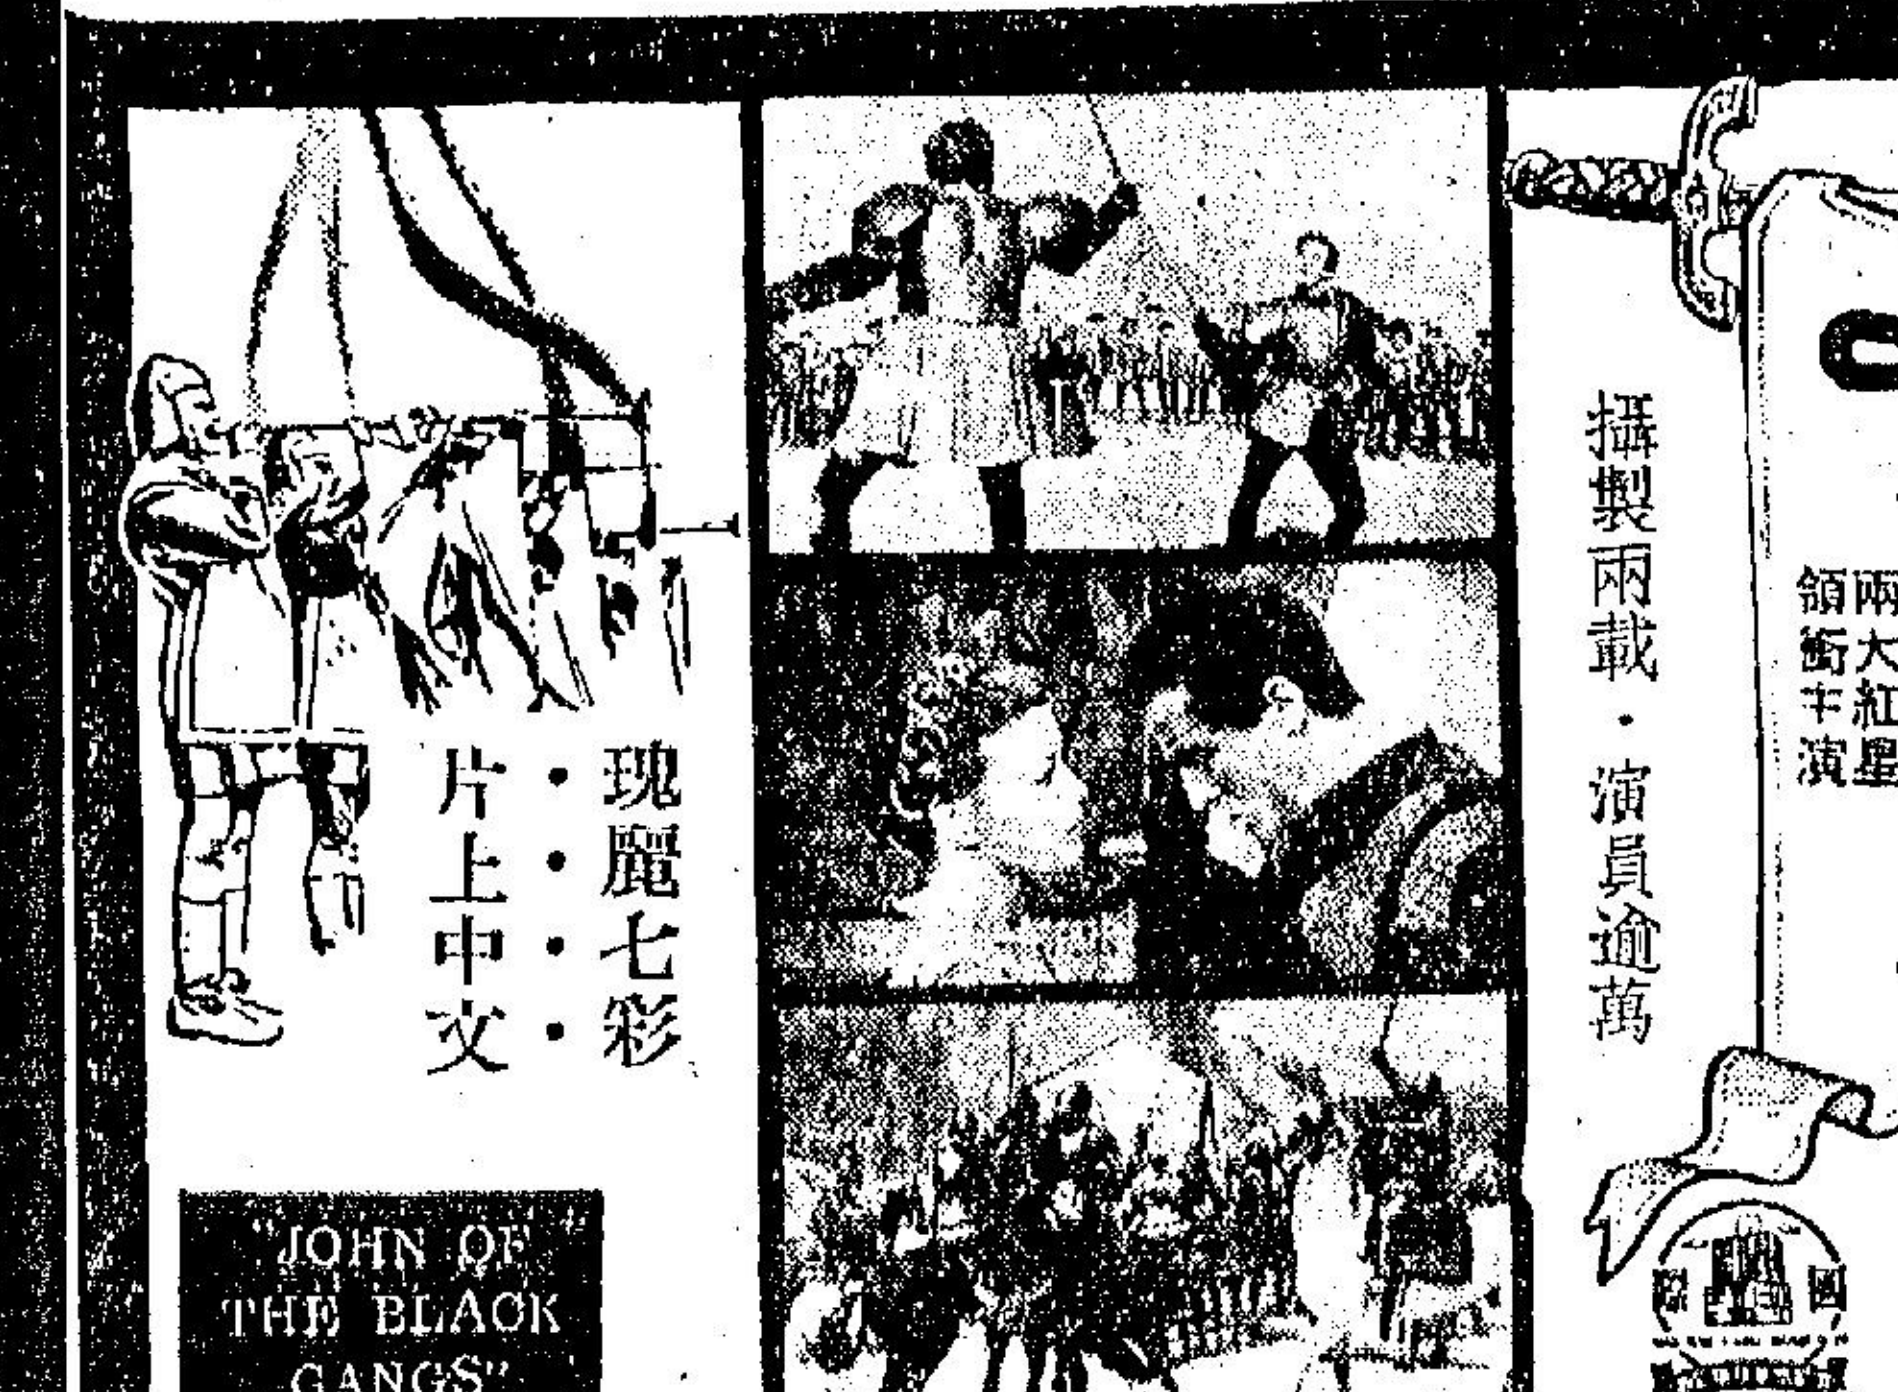 兩大紅星
領銜主演
攝製兩載・演員逾萬
瑰麗七彩
・・・・
片上中文
"JOHN OF
THE BLACK
GANGS"